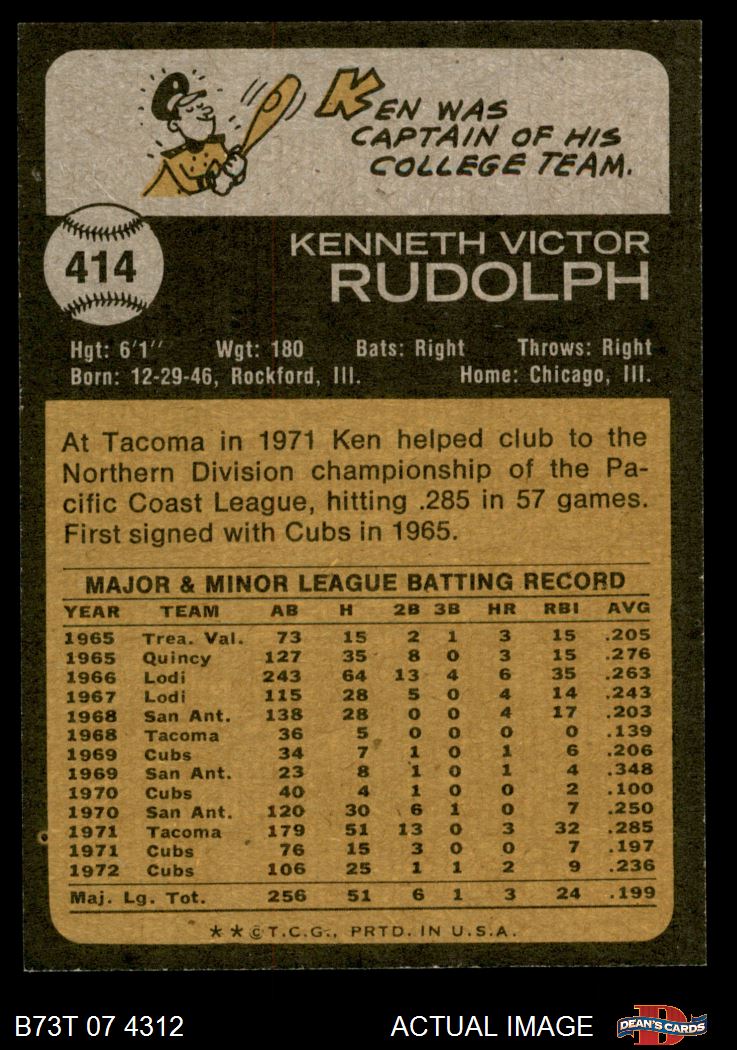 KEN WAS
CAPTAIN OF HIS
COLLEGE TEAM.
414
KENNETH VICTOR
RUDOLPH
Hgt: 6'1" Wgt: 180 Bats: Right Throws: Right
Born: 12-29-46, Rockford, Ill. Home: Chicago, Ill.
At Tacoma in 1971 Ken helped club to the
Northern Division championship of the Pa-
cific Coast League, hitting .285 in 57 games.
First signed with Cubs in 1965.
MAJOR & MINOR LEAGUE BATTING RECORD
YEAR TEAM AB H 2B 3B HR RBI AVG
1965 Trea. Val. 73 15 2 1 3 15 .205
1965 Quincy 127 35 8 0 3 15 .276
1966 Lodi 243 64 13 4 6 35 .263
1967 Lodi 115 28 5 0 4 14 .243
1968 San Ant. 138 28 0 0 4 17 .203
1968 Tacoma 36 5 0 0 0 0 .139
1969 Cubs 34 7 1 0 1 6 .206
1969 San Ant. 23 8 1 0 1 4 .348
1970 Cubs 40 4 1 0 0 2 .100
1970 San Ant. 120 30 6 1 0 7 .250
1971 Tacoma 179 51 13 0 3 32 .285
1971 Cubs 76 15 3 0 0 7 .197
1972 Cubs 106 25 1 1 2 9 .236
Maj. Lg. Tot. 256 51 6 1 3 24 .199
**©T.C.G., PRTD. IN U.S.A.
B73T 07 4312 ACTUAL IMAGE
D
DEAN'S CARDS